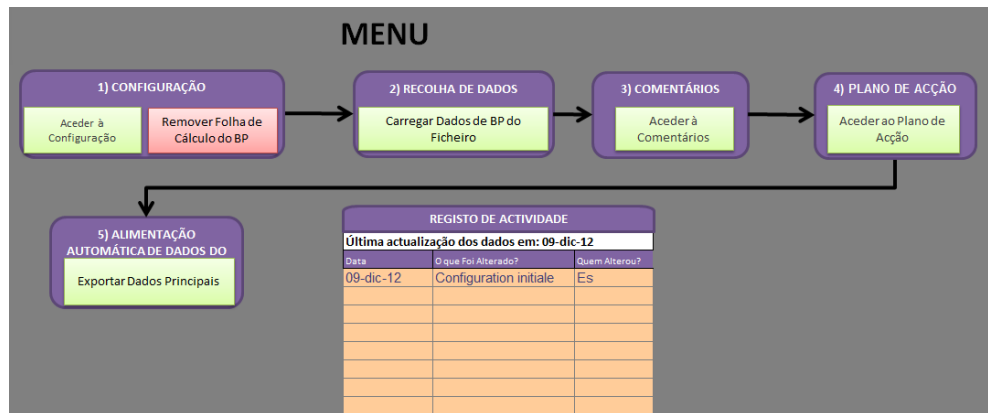 MENU
1) CONFIGURAÇÃO
Aceder à
Configuração
Remover Folha de
Cálculo do BP
2) RECOLHA DE DADOS
Carregar Dados de BP do
Ficheiro
3) COMENTÁRIOS
Aceder à
Comentários
4) PLANO DE ACÇÃO
Aceder ao Plano de
Acção
5) ALIMENTAÇÃO
AUTOMÁTICA DE DADOS DO
Exportar Dados Principais
REGISTO DE ACTIVIDADE
Última actualização dos dados em: 09-dic-12
Data O que Foi Alterado? Quem Alterou?
09-dic-12 Configuration initiale Es